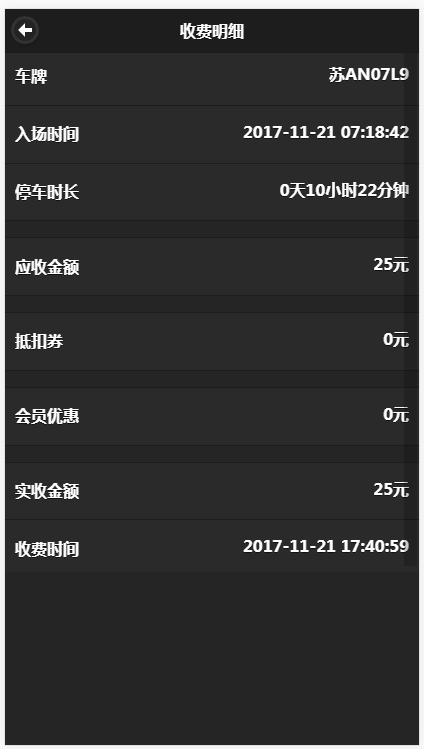 收费明细
车牌 苏AN07L9
入场时间 2017-11-21 07:18:42
停车时长 0天10小时22分钟
应收金额 25元
抵扣券 0元
会员优惠 0元
实收金额 25元
收费时间 2017-11-21 17:40:59